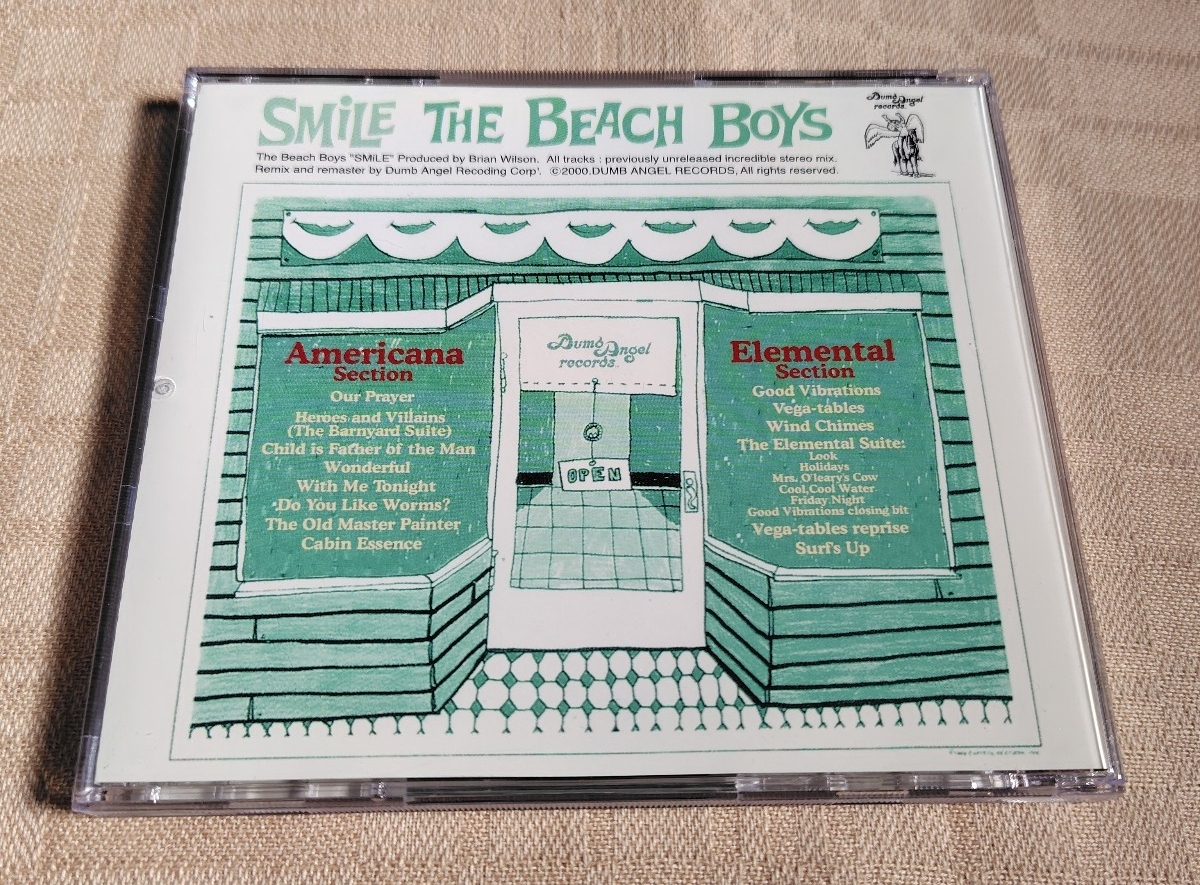 SMiLE THE BEACH BOYS
Dumb Angel
records.
The Beach Boys "SMiLE" Produced by Brian Wilson. All tracks : previously unreleased incredible stereo mix.
Remix and remaster by Dumb Angel Recoding Corp'. ©2000.DUMB ANGEL RECORDS, All rights reserved.
Americana
Section
Our Prayer
Heroes and Villains
(The Barnyard Suite)
Child is Father of the Man
Wonderful
With Me Tonight
Do You Like Worms?
The Old Master Painter
Cabin Essence
Dumb Angel
records.
OPEN
Elemental
Section
Good Vibrations
Vega-tables
Wind Chimes
The Elemental Suite:
Look
Holidays
Mrs. O'leary's Cow
Cool,Cool Water
Friday Night
Good Vibrations closing bit
Vega-tables reprise
Surf's Up